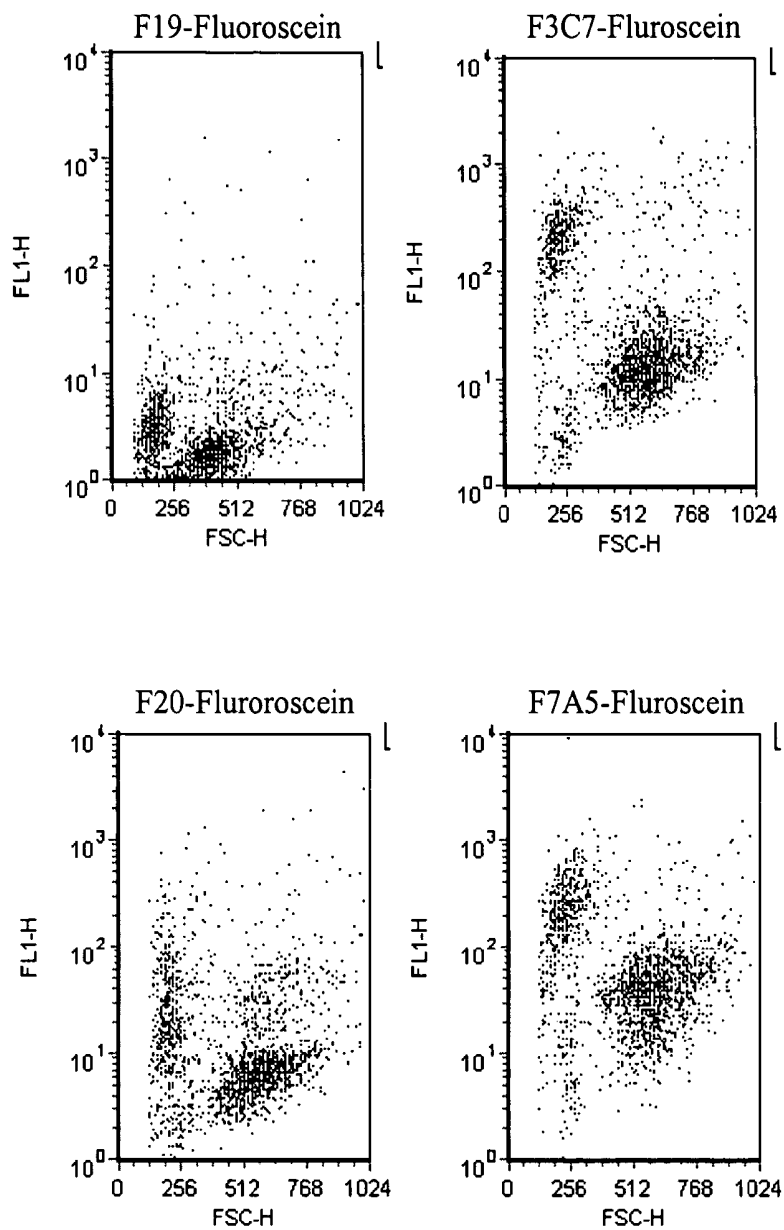 F19-Fluoroscein
F3C7-Fluroscein
10⁴
10³
10²
10¹
10⁰
FL1-H
0 256 512 768 1024
FSC-H
10⁴
10³
10²
10¹
10⁰
FL1-H
0 256 512 768 1024
FSC-H
F20-Fluroroscein
F7A5-Fluroscein
10⁴
10³
10²
10¹
10⁰
FL1-H
0 256 512 768 1024
FSC-H
10⁴
10³
10²
10¹
10⁰
FL1-H
0 256 512 768 1024
FSC-H